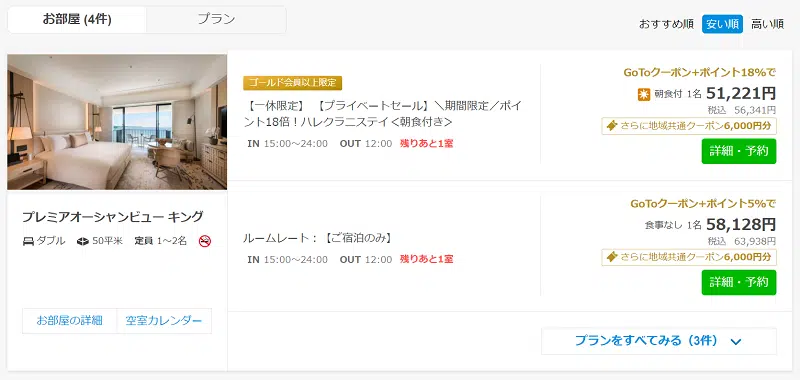 お部屋 (4件)
プラン
おすすめ順 安い順 高い順
プレミアオーシャンビュー キング
ダブル 50平米 定員 1〜2名
お部屋の詳細 空室カレンダー
ゴールド会員以上限定
【一休限定】 【プライベートセール】＼期間限定／ポイ
ント18倍！ハレクラニステイ＜朝食付き＞
IN 15:00〜24:00 OUT 12:00 残りあと1室
GoToクーポン+ポイント18%で
朝食付 1名 51,221円
税込 56,341円
さらに地域共通クーポン6,000円分
詳細・予約
ルームレート：【ご宿泊のみ】
IN 15:00〜24:00 OUT 12:00 残りあと1室
GoToクーポン+ポイント5%で
食事なし 1名 58,128円
税込 63,938円
さらに地域共通クーポン6,000円分
詳細・予約
プランをすべてみる（3件）